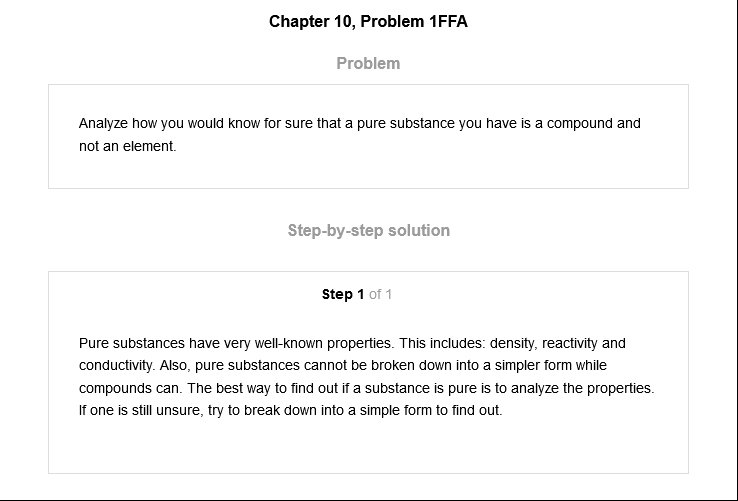 Chapter 10, Problem 1FFA
Problem
Analyze how you would know for sure that a pure substance you have is a compound and
not an element.
Step-by-step solution
Step 1 of 1
Pure substances have very well-known properties. This includes: density, reactivity and
conductivity. Also, pure substances cannot be broken down into a simpler form while
compounds can. The best way to find out if a substance is pure is to analyze the properties.
If one is still unsure, try to break down into a simple form to find out.